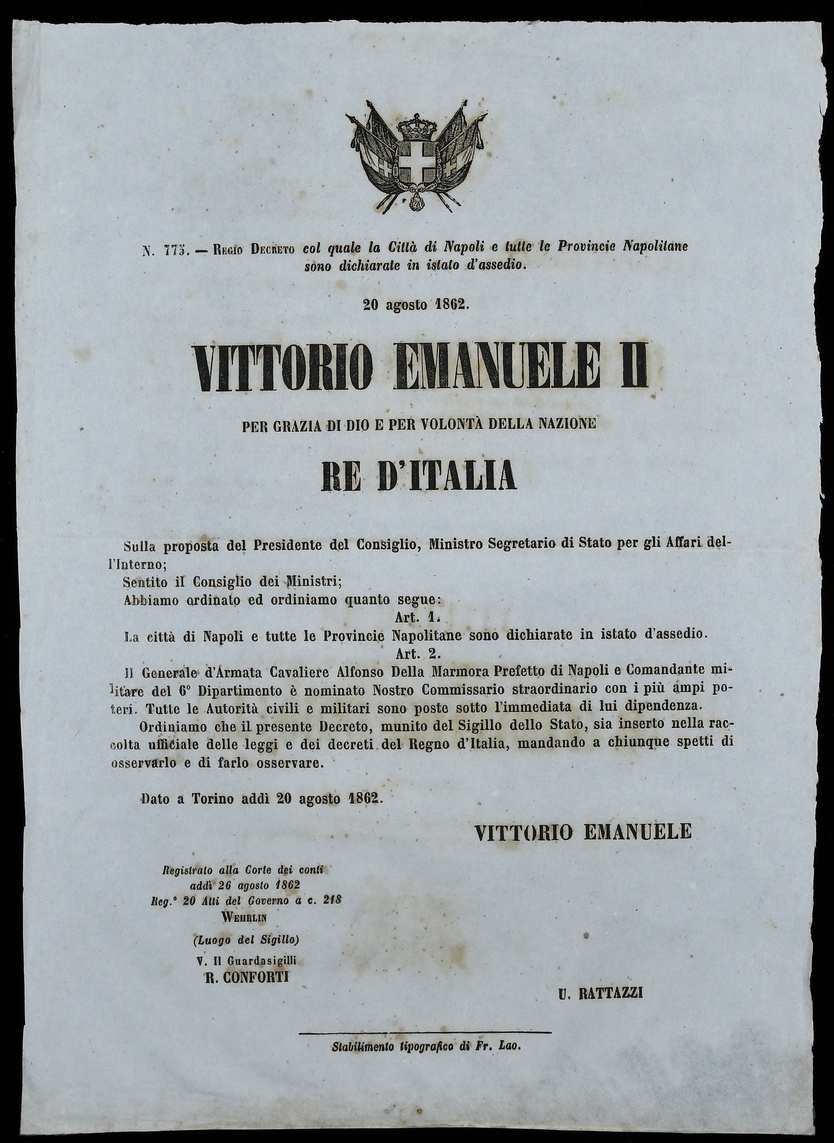 N. 775. — REGIO DECRETO col quale la Città di Napoli e tutte le Provincie Napolitane
sono dichiarate in istato d'assedio.
20 agosto 1862.
VITTORIO EMANUELE II
PER GRAZIA DI DIO E PER VOLONTÀ DELLA NAZIONE
RE D'ITALIA
Sulla proposta del Presidente del Consiglio, Ministro Segretario di Stato per gli Affari del-
l'Interno;
Sentito il Consiglio dei Ministri;
Abbiamo ordinato ed ordiniamo quanto segue:
Art. 1.
La città di Napoli e tutte le Provincie Napolitane sono dichiarate in istato d'assedio.
Art. 2.
Il Generale d'Armata Cavaliere Alfonso Della Marmora Prefetto di Napoli e Comandante mi-
litare del 6° Dipartimento è nominato Nostro Commissario straordinario con i più ampi po-
teri. Tutte le Autorità civili e militari sono poste sotto l'immediata di lui dipendenza.
Ordiniamo che il presente Decreto, munito del Sigillo dello Stato, sia inserto nella rac-
colta ufficiale delle leggi e dei decreti del Regno d'Italia, mandando a chiunque spetti di
osservarlo e di farlo osservare.
Dato a Torino addì 20 agosto 1862.
VITTORIO EMANUELE
Registrato alla Corte dei conti
addì 26 agosto 1862
Reg.° 20 Atti del Governo a c. 218
WEHRLIN
(Luogo del Sigillo)
V. Il Guardasigilli
R. CONFORTI
U. RATTAZZI
Stabilimento tipografico di Fr. Lao.